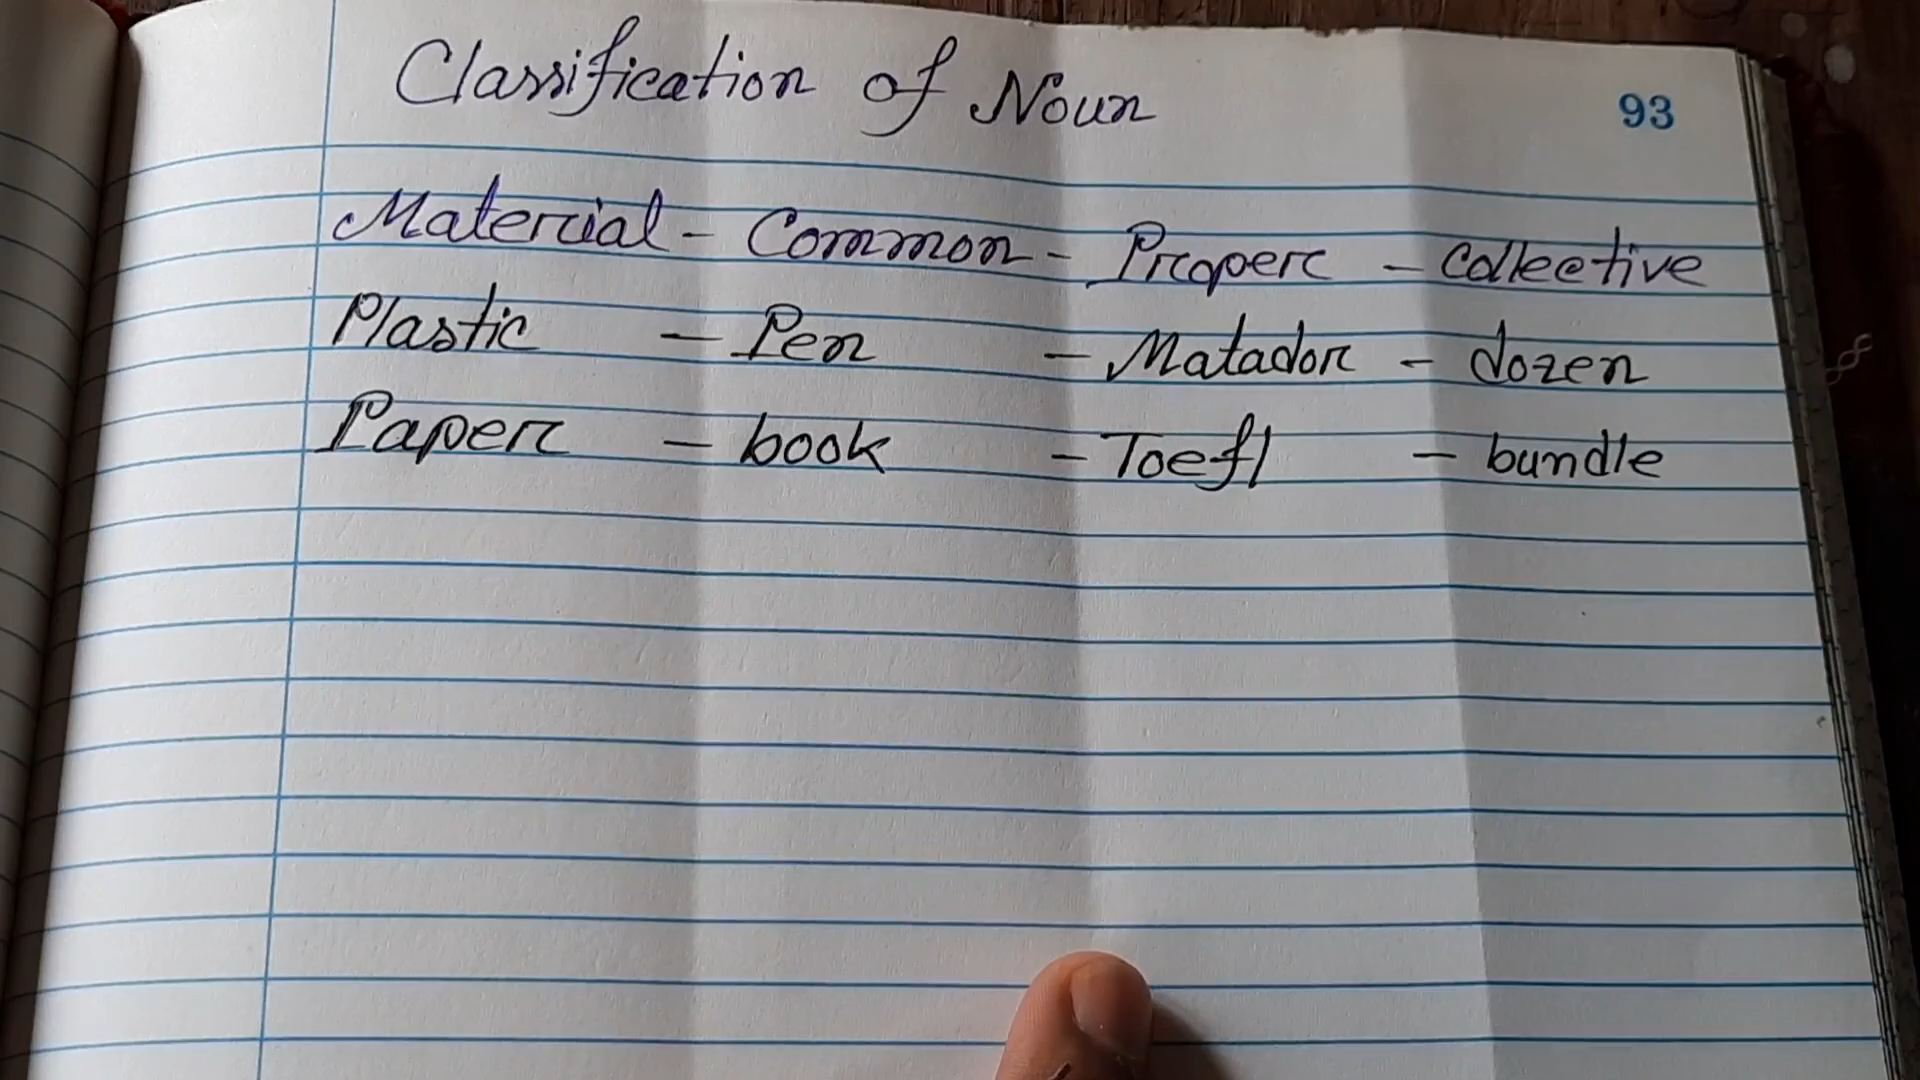 Classification of Noun
93
Material - Common - Proper - Collective
Plastic - Pen - Matador - dozen
Paper - book - Toefl - bundle